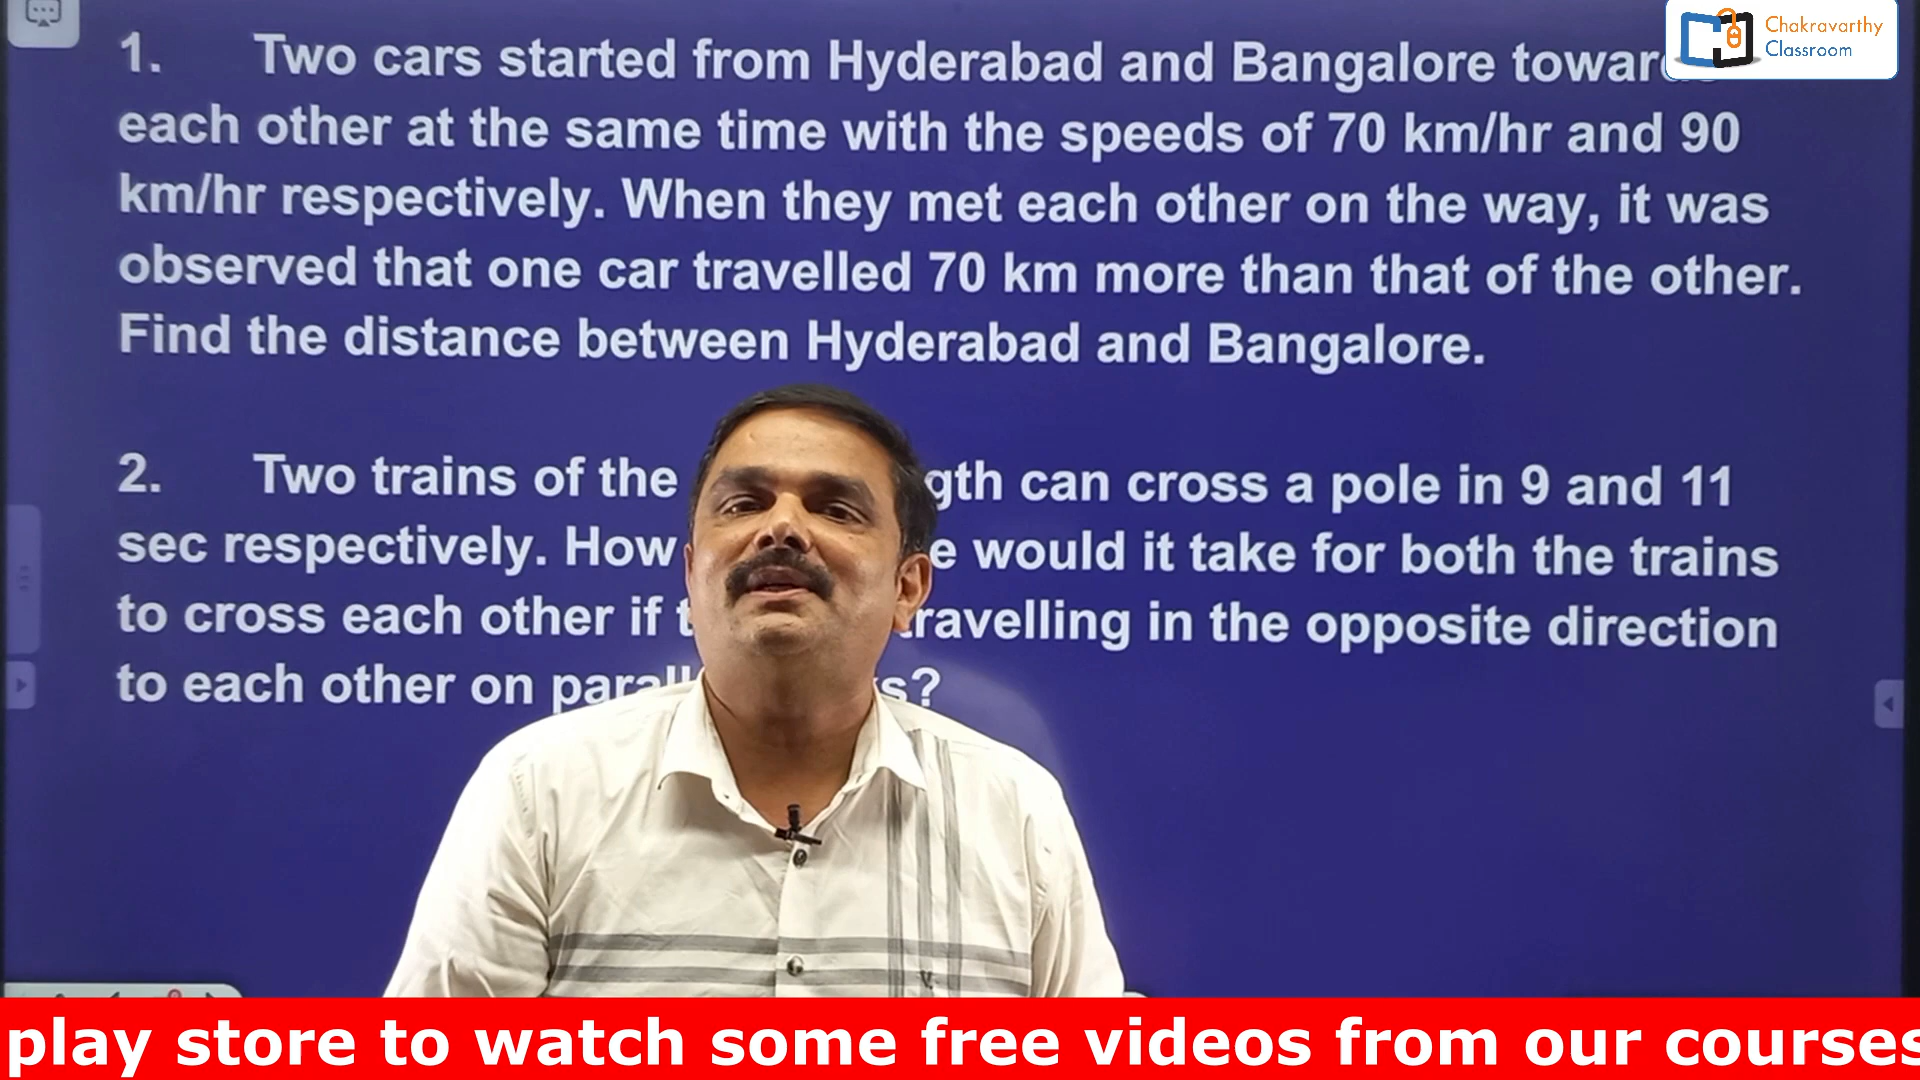 Chakravarthy
Classroom
1. Two cars started from Hyderabad and Bangalore
each other at the same time with the speeds of 70 km/hr and 90
km/hr respectively. When they met each other on the way, it was
observed that one car travelled 70 km more than that of the other.
Find the distance between Hyderabad and Bangalore.
2. Two trains of the can cross a pole in 9 and 11
sec respectively. How would it take for both the trains
to cross each other if travelling in the opposite direction
to each other on
play store to watch some free videos from our courses